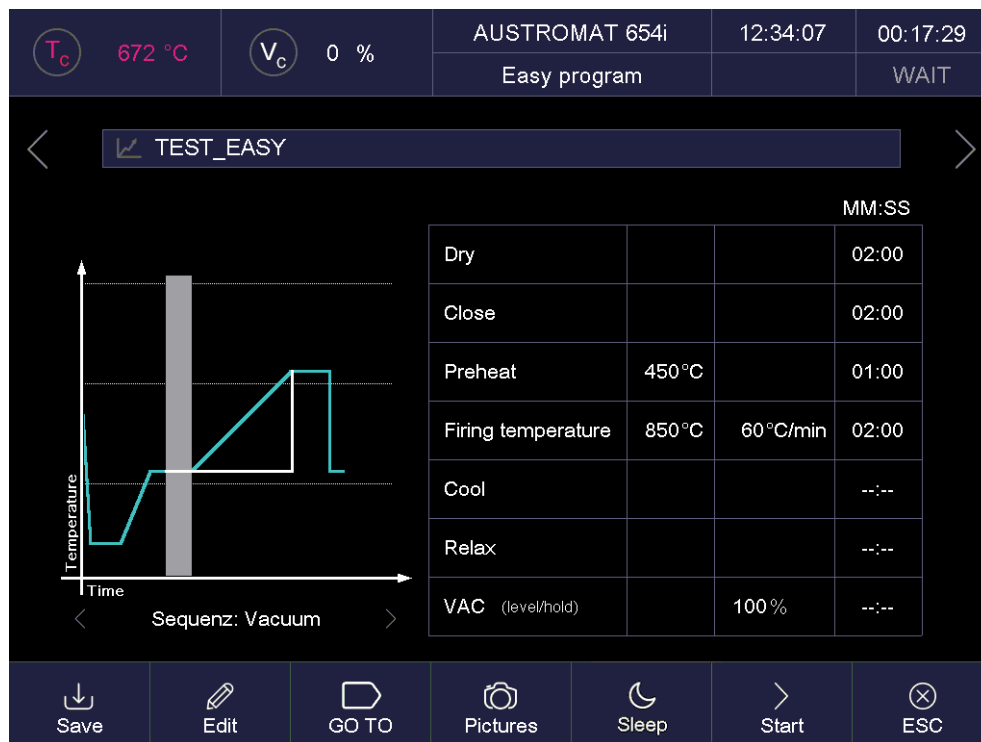 Tc 672 °C Vc 0 % AUSTROMAT 654i 12:34:07 00:17:29
Easy program WAIT
TEST_EASY
MM:SS
Dry 02:00
Close 02:00
Preheat 450°C 01:00
Firing temperature 850°C 60°C/min 02:00
Cool --:--
Relax --:--
VAC (level/hold) 100% --:--
Temperature
Time
Sequenz: Vacuum
Save Edit GO TO Pictures Sleep Start ESC